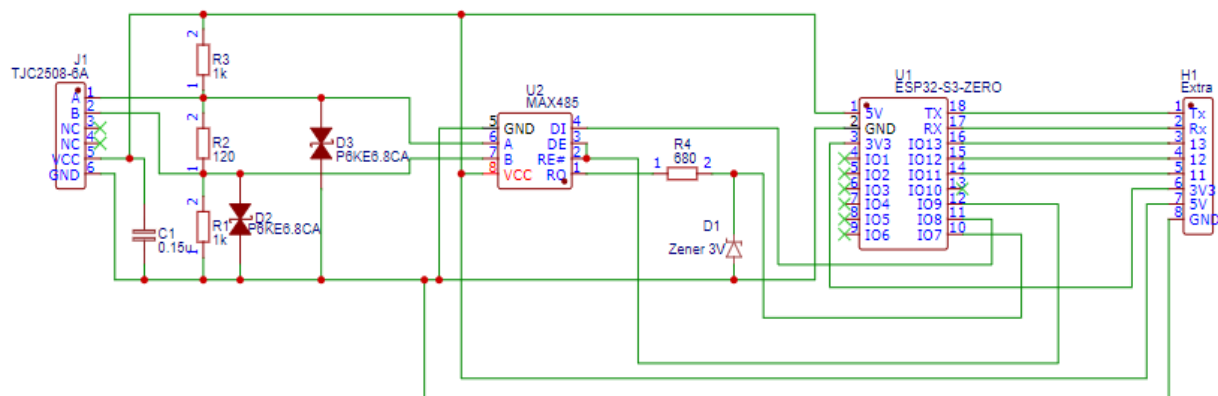 J1
TJC2508-6A
A 1
B 2
NC 3
NC 4
VCC 5
GND 6
C1
0.15u
2
R3
1k
1
2
R2
120
1
2
R1
1k
1
D2
P6KE6.8CA
D3
P6KE6.8CA
U2
MAX485
5 GND DI 4
6 A DE 3
7 B RE# 2
8 VCC RO 1
R4
1 680 2
D1
Zener 3V
U1
ESP32-S3-ZERO
1 5V TX 18
2 GND RX 17
3 3V3 IO13 16
4 IO1 IO12 15
5 IO2 IO11 14
6 IO3 IO10 13
7 IO4 IO9 12
8 IO5 IO8 11
9 IO6 IO7 10
H1
Extra
1 Tx
2 Rx
3 13
4 12
5 11
6 3V3
7 5V
8 GND